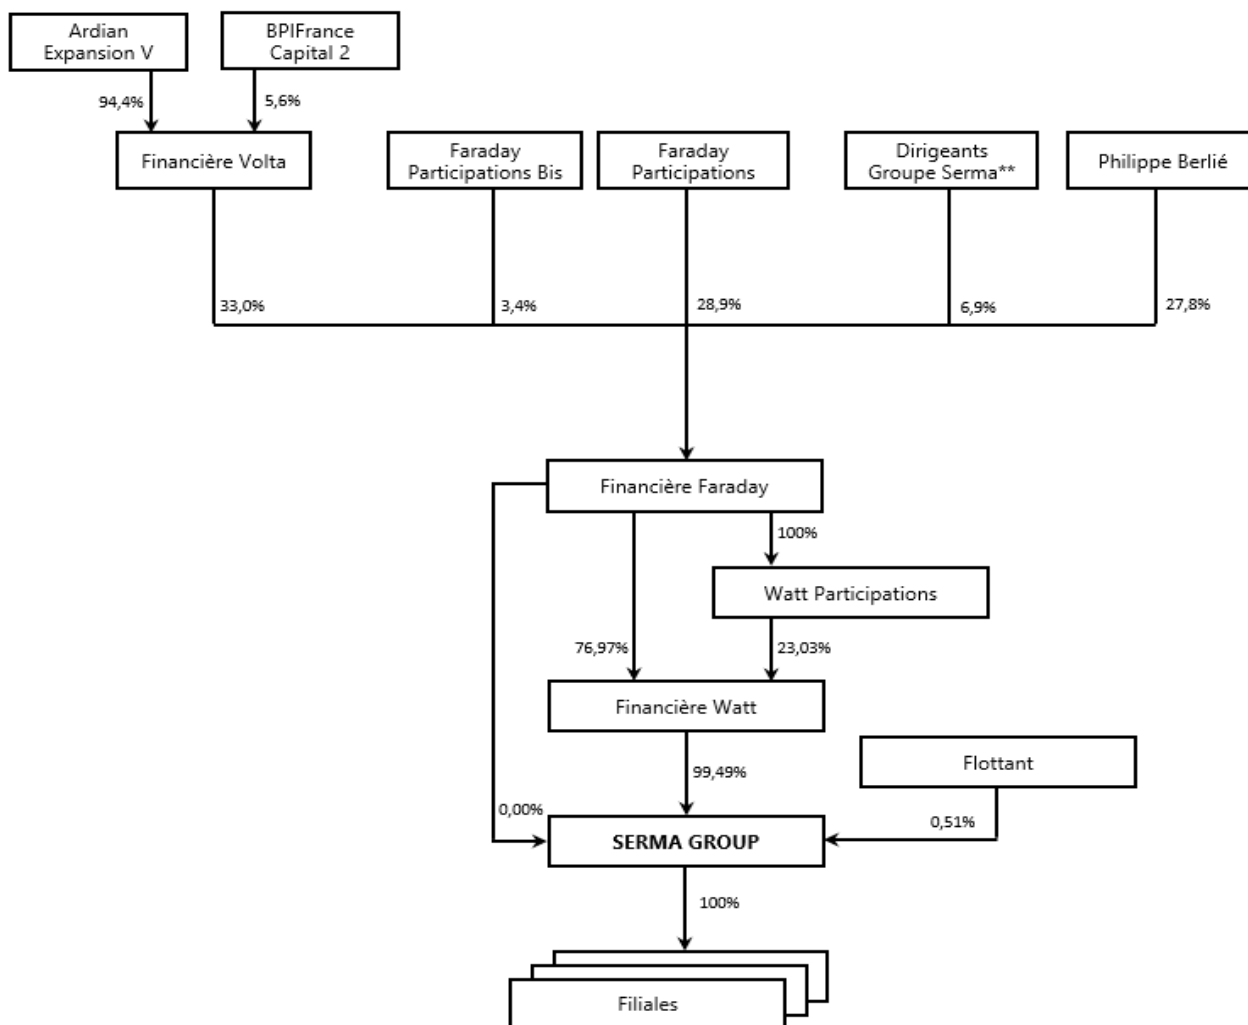 Ardian
Expansion V
BPIFrance
Capital 2
94,4%
5,6%
Financière Volta
Faraday
Participations Bis
Faraday
Participations
Dirigeants
Groupe Serma**
Philippe Berlié
33,0%
3,4%
28,9%
6,9%
27,8%
Financière Faraday
100%
Watt Participations
76,97%
23,03%
Financière Watt
Flottant
99,49%
0,00%
0,51%
SERMA GROUP
100%
Filiales